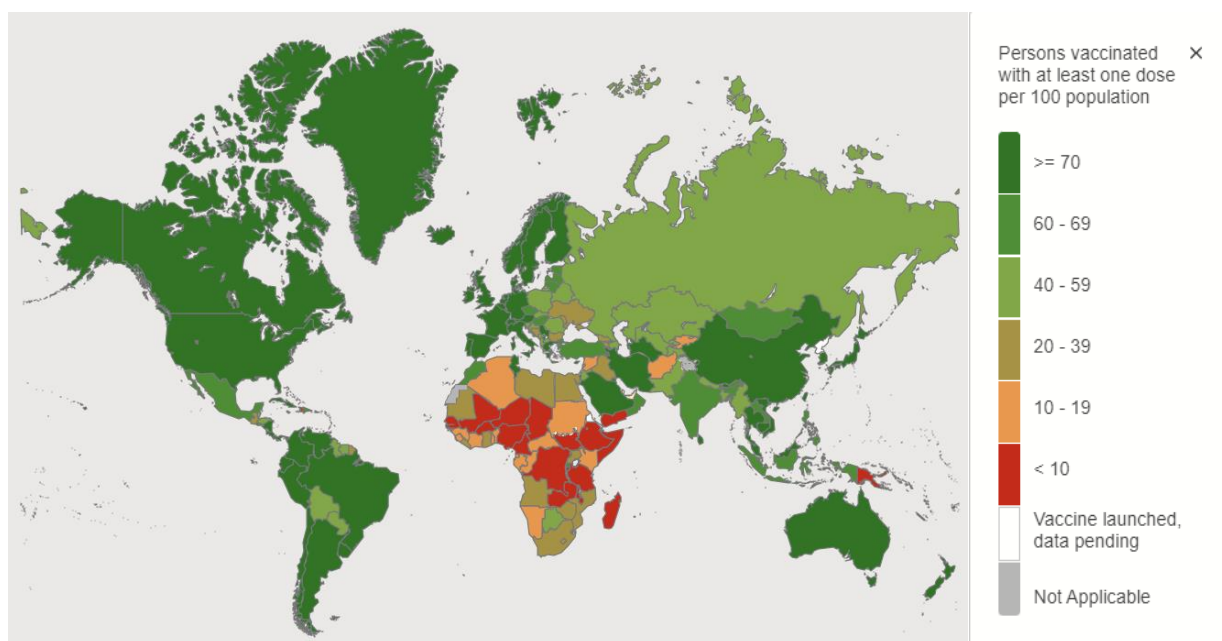 Persons vaccinated
with at least one dose
per 100 population
×
>= 70
60 - 69
40 - 59
20 - 39
10 - 19
< 10
Vaccine launched,
data pending
Not Applicable